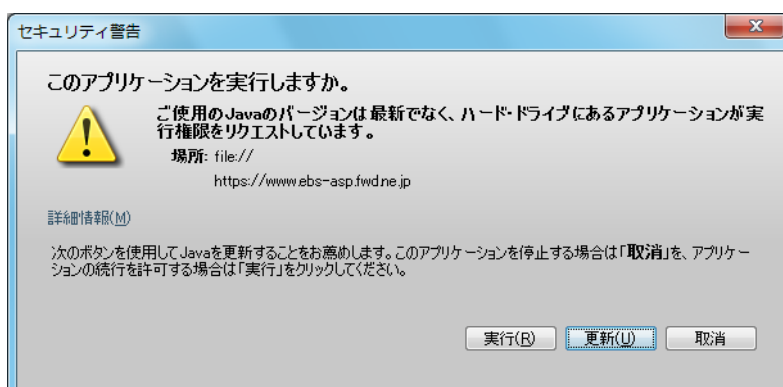 セキュリティ警告
このアプリケーションを実行しますか。
ご使用のJavaのバージョンは最新でなく、ハード・ドライブにあるアプリケーションが実
行権限をリクエストしています。
場所: file://
https://www.ebs-asp.fwd.ne.jp
詳細情報(M)
次のボタンを使用してJavaを更新することをお薦めします。このアプリケーションを停止する場合は「取消」を、アプリケー
ションの続行を許可する場合は「実行」をクリックしてください。
実行(R) 更新(U) 取消